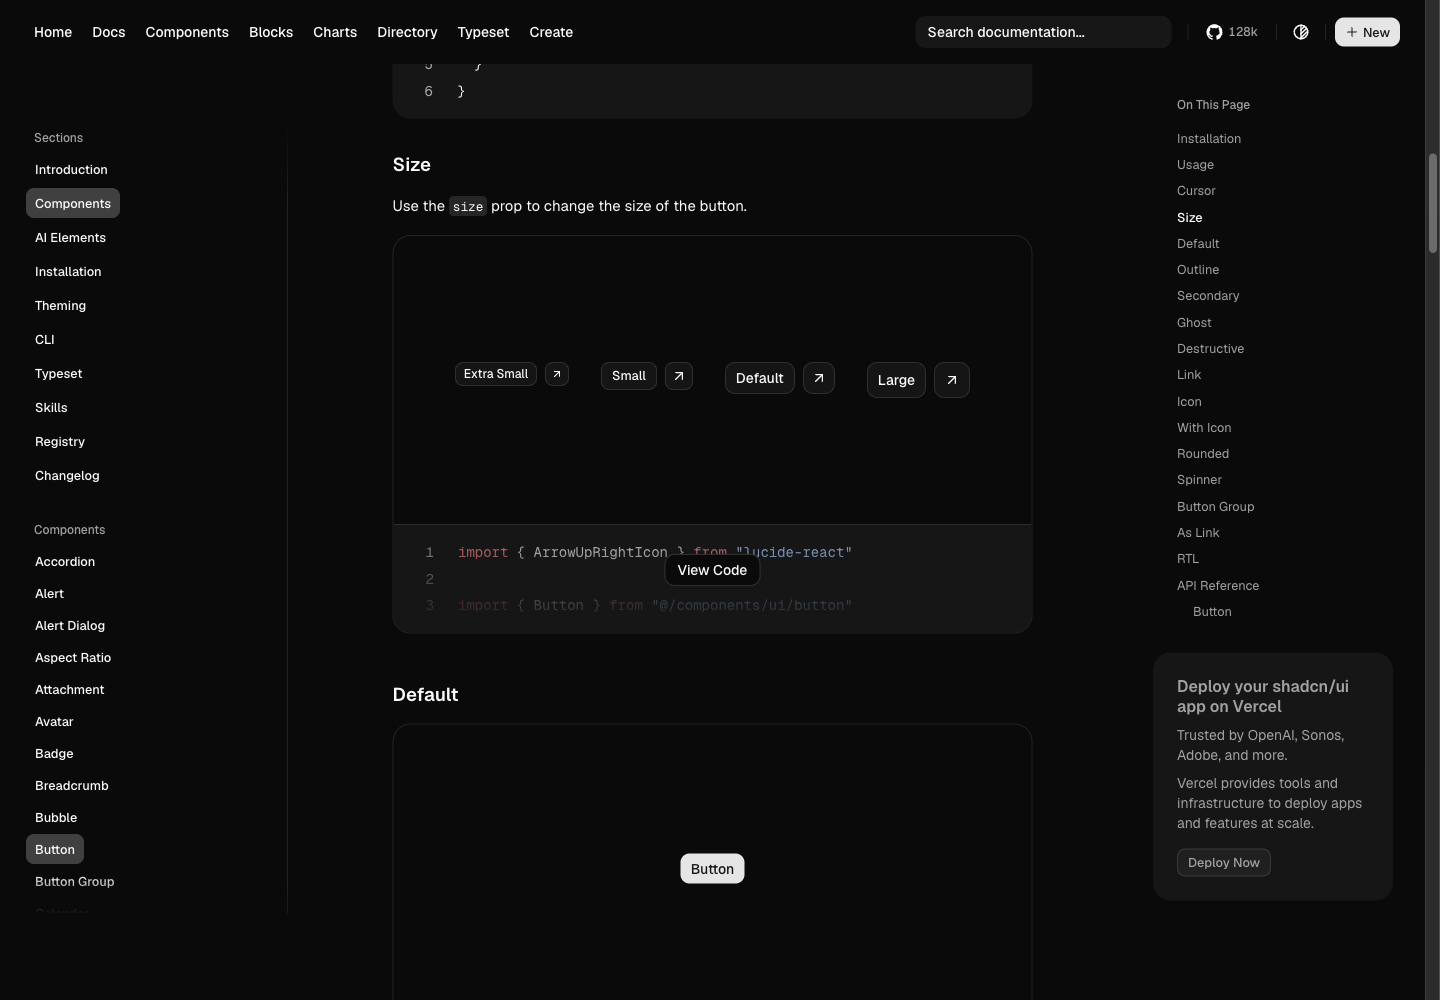 Home Docs Components Blocks Charts Directory Typeset Create
Search documentation...
128k
New
Sections
Introduction
Components
AI Elements
Installation
Theming
CLI
Typeset
Skills
Registry
Changelog
Components
Accordion
Alert
Alert Dialog
Aspect Ratio
Attachment
Avatar
Badge
Breadcrumb
Bubble
Button
Button Group
Calendar
5 }
6 }
Size
Use the size prop to change the size of the button.
Extra Small
Small
Default
Large
1 import { ArrowUpRightIcon } from "lucide-react"
View Code
2
3 import { Button } from "@/components/ui/button"
Default
Button
On This Page
Installation
Usage
Cursor
Size
Default
Outline
Secondary
Ghost
Destructive
Link
Icon
With Icon
Rounded
Spinner
Button Group
As Link
RTL
API Reference
Button
Deploy your shadcn/ui
app on Vercel
Trusted by OpenAI, Sonos,
Adobe, and more.
Vercel provides tools and
infrastructure to deploy apps
and features at scale.
Deploy Now